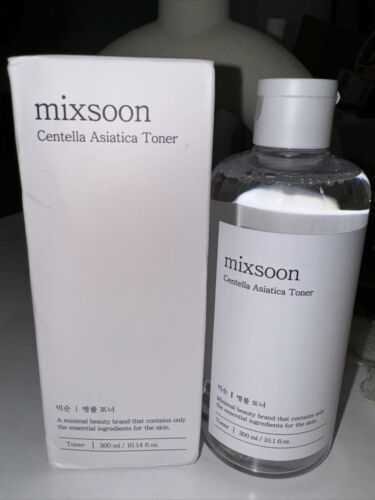 mixsoon
Centella Asiatica Toner
믹순 | 병풀 토너
A minimal beauty brand that contains only
the essential ingredients for the skin.
Toner | 300 ml / 10.14 fl oz.
mixsoon
Centella Asiatica Toner
믹순 | 병풀 토너
Minimal beauty brand that contains only
the essential ingredients for the skin.
Toner | 300 ml / 10.1 fl oz.